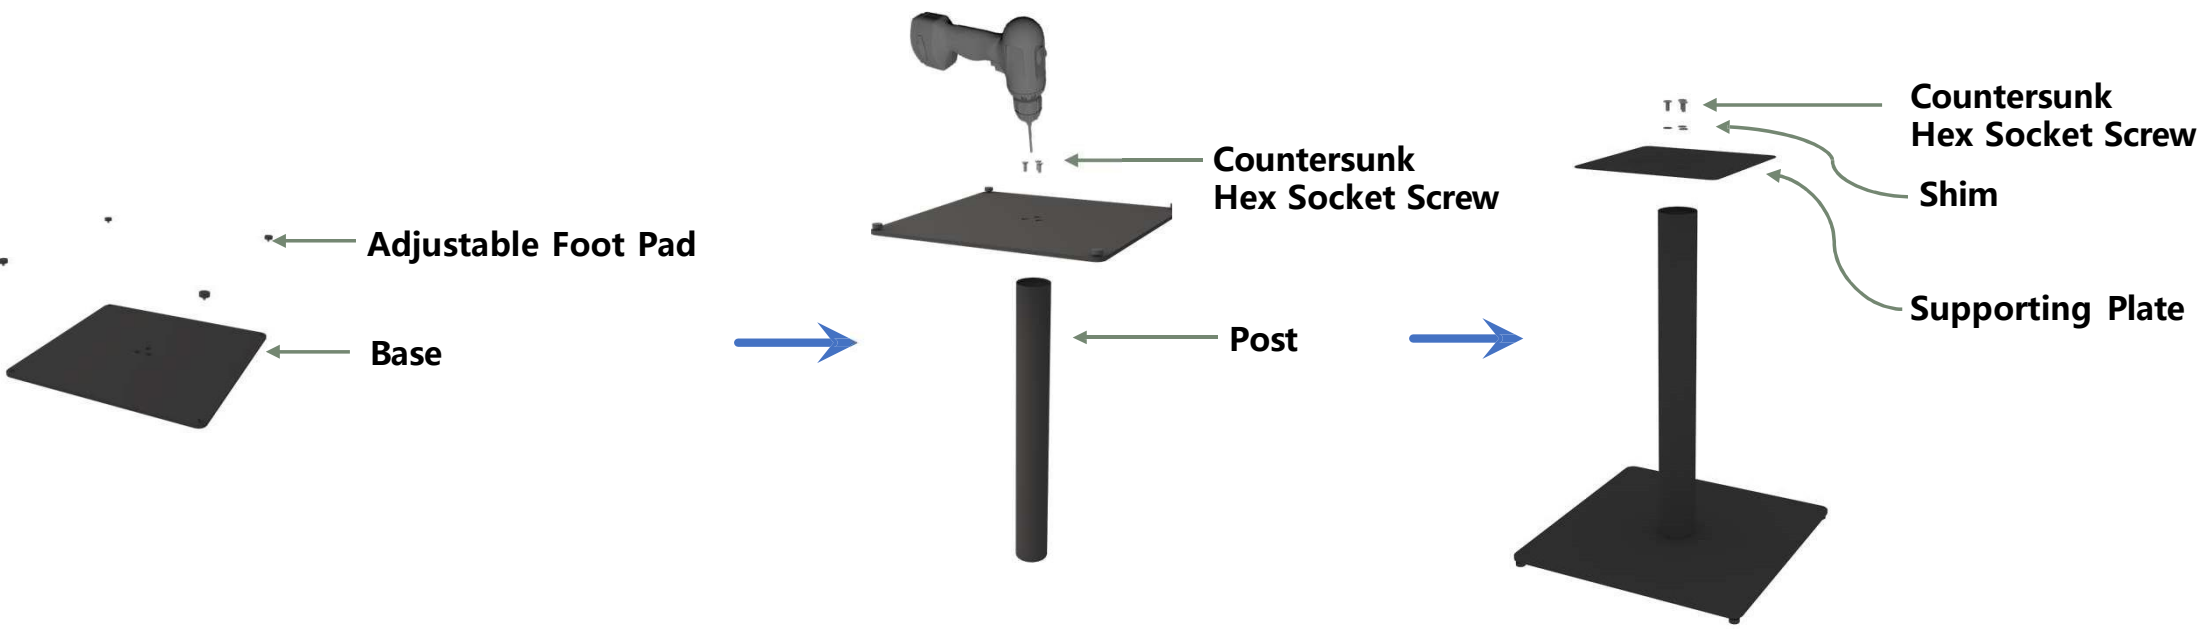 Adjustable Foot Pad
Base
Countersunk
Hex Socket Screw
Post
Countersunk
Hex Socket Screw
Shim
Supporting Plate